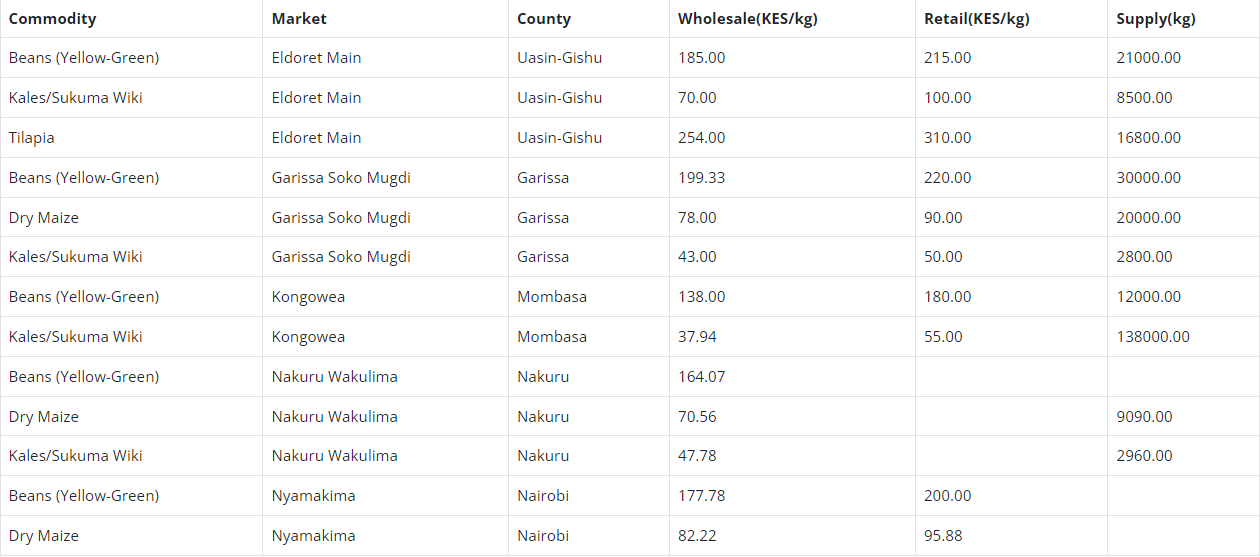 Commodity Market County Wholesale(KES/kg) Retail(KES/kg) Supply(kg)
Beans (Yellow-Green) Eldoret Main Uasin-Gishu 185.00 215.00 21000.00
Kales/Sukuma Wiki Eldoret Main Uasin-Gishu 70.00 100.00 8500.00
Tilapia Eldoret Main Uasin-Gishu 254.00 310.00 16800.00
Beans (Yellow-Green) Garissa Soko Mugdi Garissa 199.33 220.00 30000.00
Dry Maize Garissa Soko Mugdi Garissa 78.00 90.00 20000.00
Kales/Sukuma Wiki Garissa Soko Mugdi Garissa 43.00 50.00 2800.00
Beans (Yellow-Green) Kongowea Mombasa 138.00 180.00 12000.00
Kales/Sukuma Wiki Kongowea Mombasa 37.94 55.00 138000.00
Beans (Yellow-Green) Nakuru Wakulima Nakuru 164.07
Dry Maize Nakuru Wakulima Nakuru 70.56 9090.00
Kales/Sukuma Wiki Nakuru Wakulima Nakuru 47.78 2960.00
Beans (Yellow-Green) Nyamakima Nairobi 177.78 200.00
Dry Maize Nyamakima Nairobi 82.22 95.88